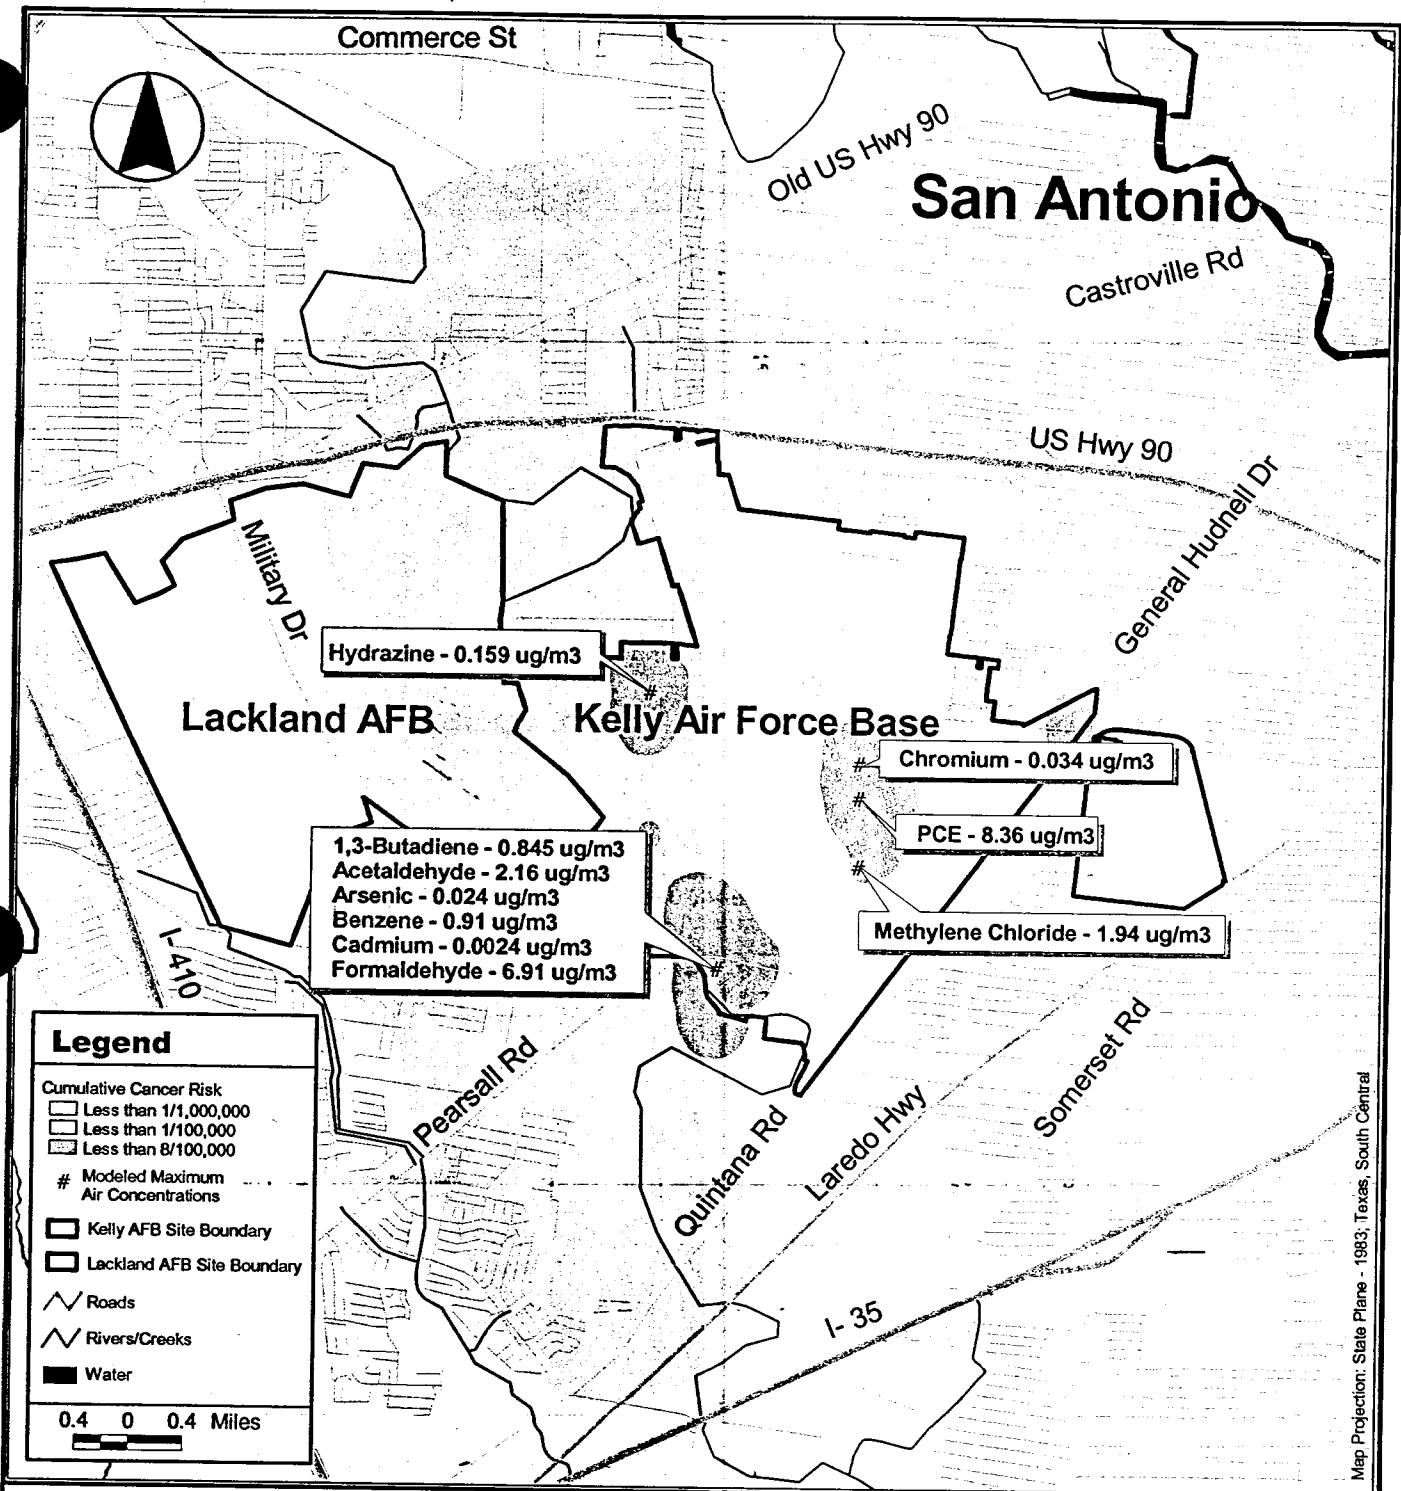 Commerce St
Old US Hwy 90
San Antonio
Castroville Rd
US Hwy 90
General Hudnell Dr
Military Dr
Hydrazine - 0.159 ug/m3
Lackland AFB
Kelly Air Force Base
Chromium - 0.034 ug/m3
PCE - 8.36 ug/m3
1,3-Butadiene - 0.845 ug/m3
Acetaldehyde - 2.16 ug/m3
Arsenic - 0.024 ug/m3
Benzene - 0.91 ug/m3
Cadmium - 0.0024 ug/m3
Formaldehyde - 6.91 ug/m3
Methylene Chloride - 1.94 ug/m3
I-410
Pearsall Rd
Quintana Rd
Laredo Hwy
Somerset Rd
I- 35
Legend
Cumulative Cancer Risk
Less than 1/1,000,000
Less than 1/100,000
Less than 8/100,000
# Modeled Maximum
Air Concentrations
Kelly AFB Site Boundary
Lackland AFB Site Boundary
Roads
Rivers/Creeks
Water
0.4 0 0.4 Miles
Map Projection: State Plane - 1983; Texas, South Central